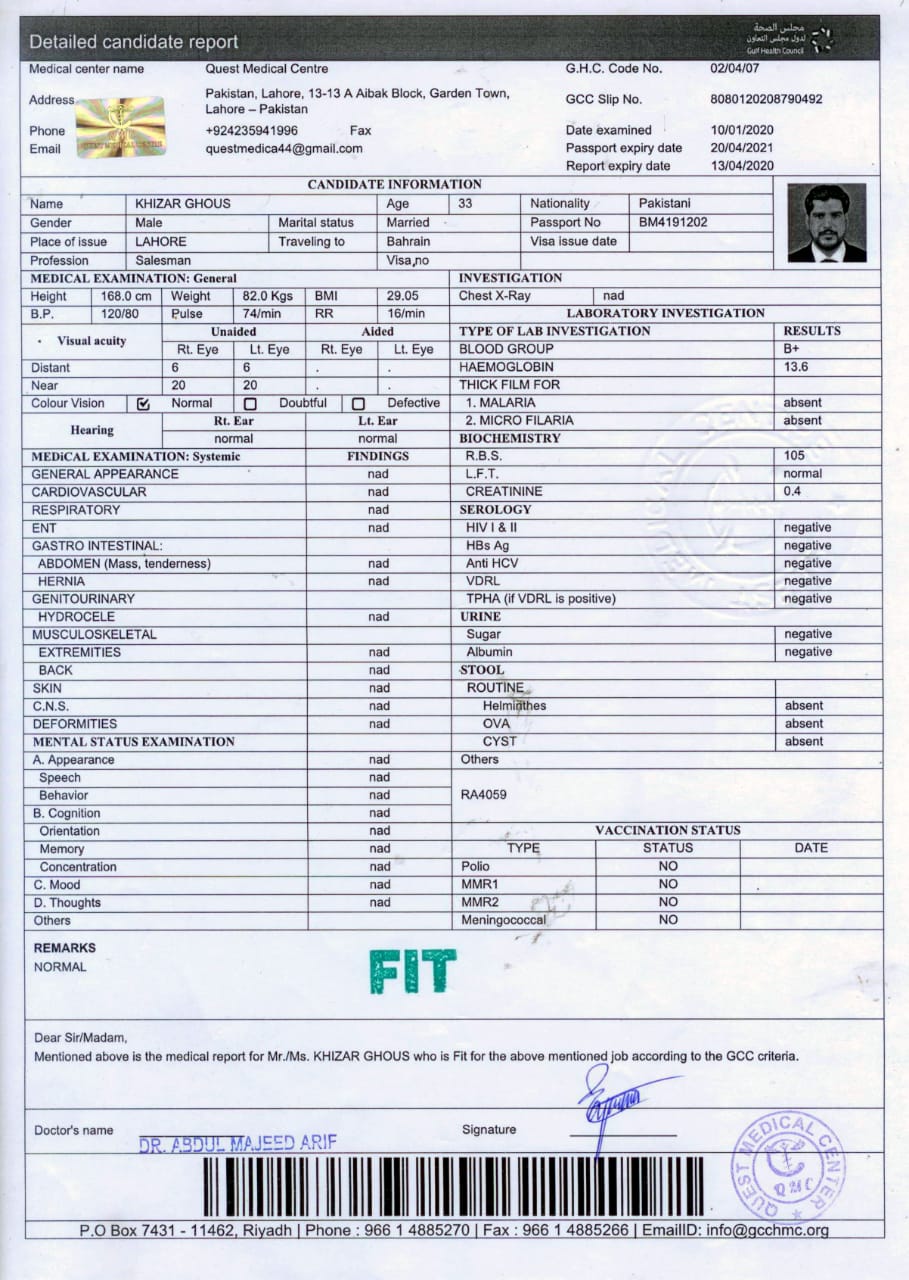 Detailed candidate report
مجلس الصحة
لدول مجلس التعاون
Gulf Health Council
Medical center name Quest Medical Centre G.H.C. Code No. 02/04/07
Address Pakistan, Lahore, 13-13 A Aibak Block, Garden Town, Lahore – Pakistan GCC Slip No. 8080120208790492
Phone +924235941996 Fax Date examined 10/01/2020
Email questmedica44@gmail.com Passport expiry date 20/04/2021
Report expiry date 13/04/2020
CANDIDATE INFORMATION
Name KHIZAR GHOUS Age 33 Nationality Pakistani
Gender Male Marital status Married Passport No BM4191202
Place of issue LAHORE Traveling to Bahrain Visa issue date
Profession Salesman Visa,no
MEDICAL EXAMINATION: General INVESTIGATION
Height 168.0 cm Weight 82.0 Kgs BMI 29.05 Chest X-Ray nad
B.P. 120/80 Pulse 74/min RR 16/min LABORATORY INVESTIGATION
Visual acuity Unaided Aided TYPE OF LAB INVESTIGATION RESULTS
Rt. Eye Lt. Eye Rt. Eye Lt. Eye BLOOD GROUP B+
Distant 6 6 . . HAEMOGLOBIN 13.6
Near 20 20 . . THICK FILM FOR
Colour Vision Normal Doubtful Defective 1. MALARIA absent
Hearing Rt. Ear Lt. Ear 2. MICRO FILARIA absent
normal normal BIOCHEMISTRY
MEDICAL EXAMINATION: Systemic FINDINGS R.B.S. 105
GENERAL APPEARANCE nad L.F.T. normal
CARDIOVASCULAR nad CREATININE 0.4
RESPIRATORY nad SEROLOGY
ENT nad HIV I & II negative
GASTRO INTESTINAL: HBs Ag negative
ABDOMEN (Mass, tenderness) nad Anti HCV negative
HERNIA nad VDRL negative
GENITOURINARY TPHA (if VDRL is positive) negative
HYDROCELE nad URINE
MUSCULOSKELETAL Sugar negative
EXTREMITIES nad Albumin negative
BACK nad STOOL
SKIN nad ROUTINE
C.N.S. nad Helminthes absent
DEFORMITIES nad OVA absent
MENTAL STATUS EXAMINATION CYST absent
A. Appearance nad Others
Speech nad
Behavior nad RA4059
B. Cognition nad
Orientation nad VACCINATION STATUS
Memory nad TYPE STATUS DATE
Concentration nad Polio NO
C. Mood nad MMR1 NO
D. Thoughts nad MMR2 NO
Others Meningococcal NO
REMARKS
NORMAL
FIT
Dear Sir/Madam,
Mentioned above is the medical report for Mr./Ms. KHIZAR GHOUS who is Fit for the above mentioned job according to the GCC criteria.
Doctor's name DR. ABDUL MAJEED ARIF Signature
QUEST MEDICAL CENTER
QMC
P.O Box 7431 - 11462, Riyadh | Phone : 966 1 4885270 | Fax : 966 1 4885266 | EmailID: info@gcchmc.org